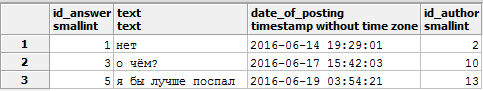 id_answer text date_of_posting id_author
smallint text timestamp without time zone smallint
1 1 нет 2016-06-14 19:29:01 2
2 3 о чём? 2016-06-17 15:42:03 10
3 5 я бы лучше поспал 2016-06-19 03:54:21 13